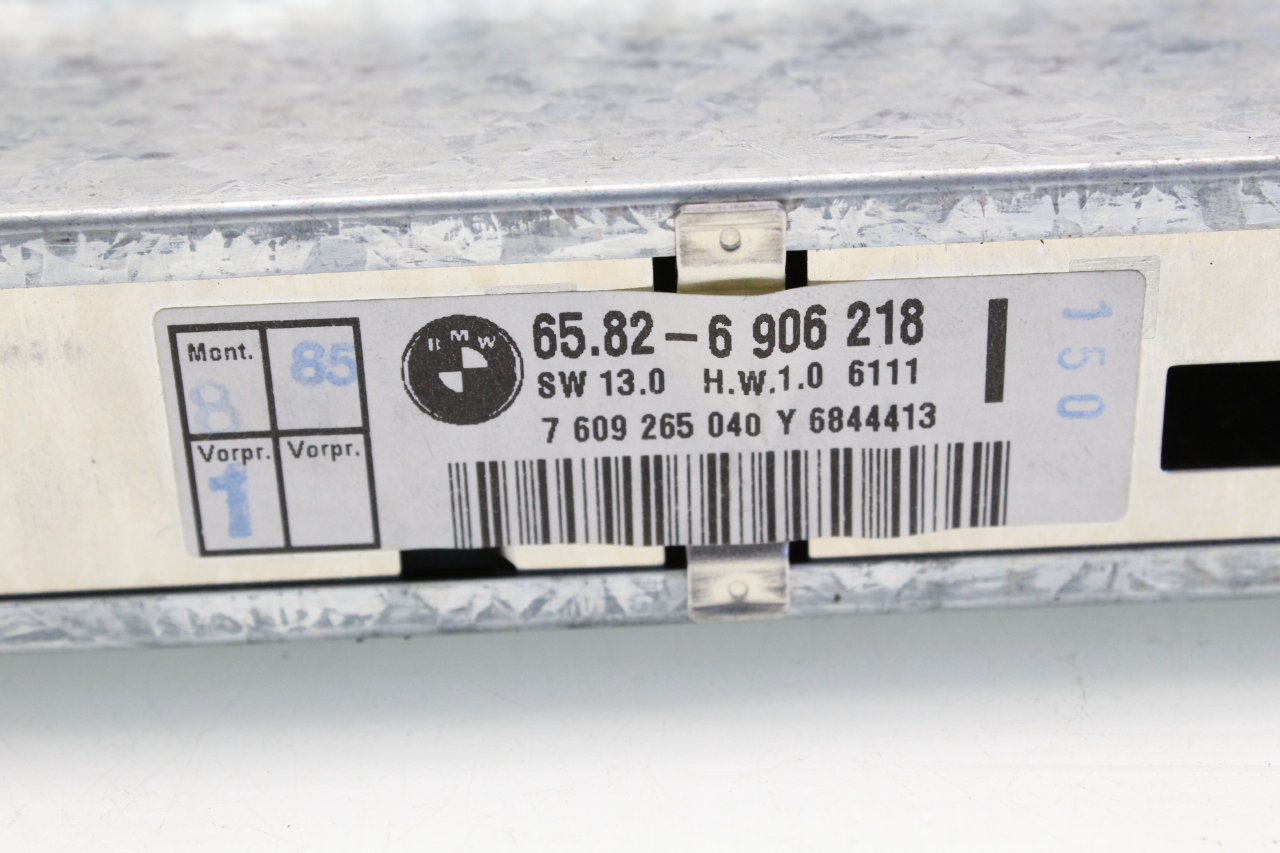 Mont.
8
85
Vorpr.
1
Vorpr.
BMW
65.82-6 906 218
SW 13.0 H.W.1.0 6111
7 609 265 040 Y 6844413
150